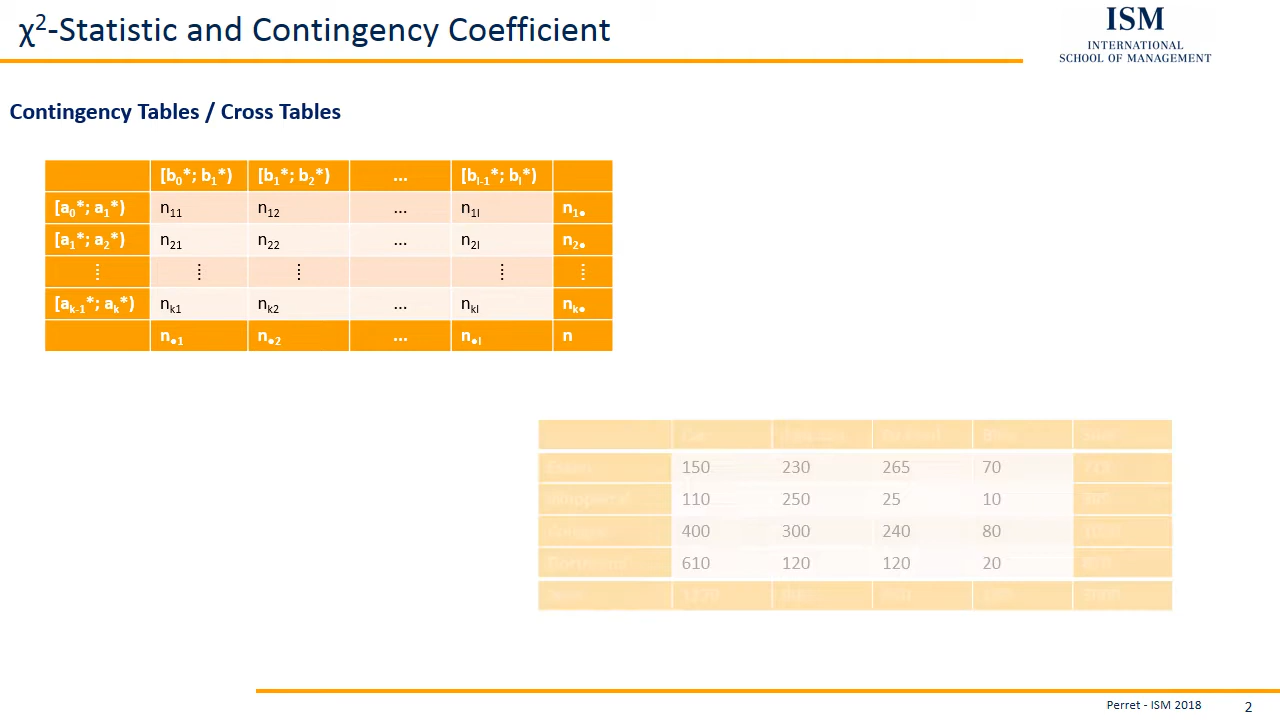 χ²-Statistic and Contingency Coefficient
ISM
INTERNATIONAL
SCHOOL OF MANAGEMENT
Contingency Tables / Cross Tables
[b0*; b1*) [b1*; b2*) ... [bl-1*; bl*)
[a0*; a1*) n11 n12 ... n1l n1•
[a1*; a2*) n21 n22 ... n2l n2•
⋮ ⋮ ⋮ ⋮ ⋮
[ak-1*; ak*) nk1 nk2 ... nkl nk•
n•1 n•2 ... n•l n
150 230 265 70
110 250 25 10
400 300 240 80
610 120 120 20
Perret - ISM 2018 2